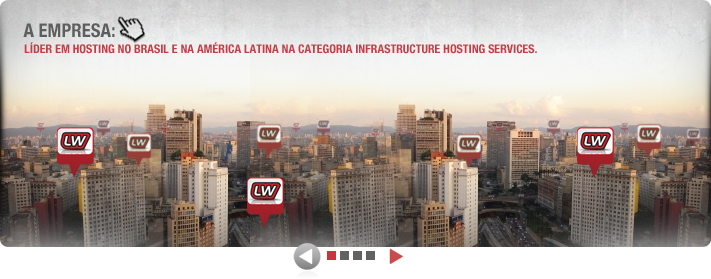 A EMPRESA:
LÍDER EM HOSTING NO BRASIL E NA AMÉRICA LATINA NA CATEGORIA INFRASTRUCTURE HOSTING SERVICES.
LW
LW
LW
LW
LW
LW
LW